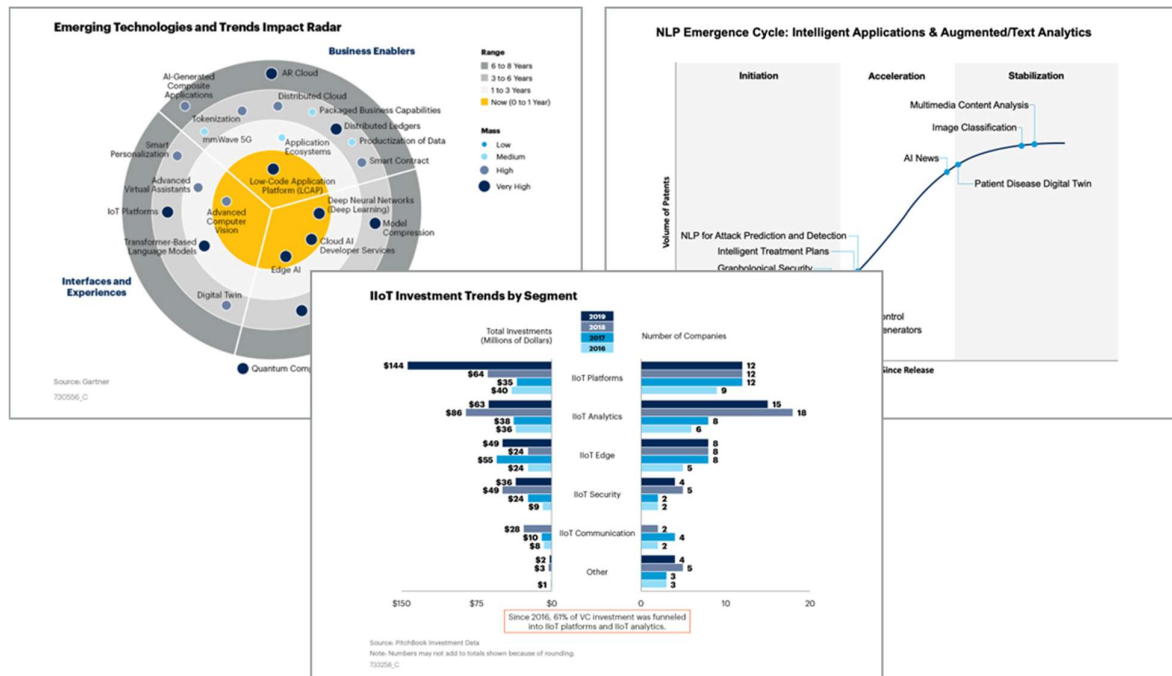 Emerging Technologies and Trends Impact Radar
Business Enablers
Range
6 to 8 Years
3 to 6 Years
1 to 3 Years
Now (0 to 1 Year)
Mass
Low
Medium
High
Very High
AI-Generated
Composite
Applications
AR Cloud
Distributed Cloud
Tokenization
Packaged Business Capabilities
mmWave 5G
Distributed Ledgers
Application
Ecosystems
Productization of Data
Smart
Personalization
Smart Contract
Low-Code Application
Platform (LCAP)
Advanced
Virtual Assistants
Deep Neural Networks
(Deep Learning)
IoT Platforms
Advanced
Computer
Vision
Model
Compression
Transformer-Based
Language Models
Cloud AI
Developer Services
Edge AI
Interfaces and
Experiences
Digital Twin
Quantum
Source: Gartner
730556_C
NLP Emergence Cycle: Intelligent Applications & Augmented/Text Analytics
Initiation
Acceleration
Stabilization
Volume of Patents
Multimedia Content Analysis
Image Classification
AI News
Patient Disease Digital Twin
NLP for Attack Prediction and Detection
Intelligent Treatment Plans
Graphological Security
ontrol
enerators
Since Release
IIoT Investment Trends by Segment
2019
2018
2017
2016
Total Investments
(Millions of Dollars)
Number of Companies
IIoT Platforms
$144
$64
$35
$40
12
12
12
9
IIoT Analytics
$63
$86
$38
$36
15
18
8
6
IIoT Edge
$49
$24
$55
$24
8
8
8
5
IIoT Security
$36
$49
$24
$9
4
5
2
2
IIoT Communication
$28
$10
$8
2
4
2
Other
$2
$3
$1
4
5
3
3
$150 $75 $0 0 10 20
Since 2016, 61% of VC investment was funneled
into IIoT platforms and IIoT analytics.
Source: PitchBook Investment Data
Note: Numbers may not add to totals shown because of rounding.
733256_C